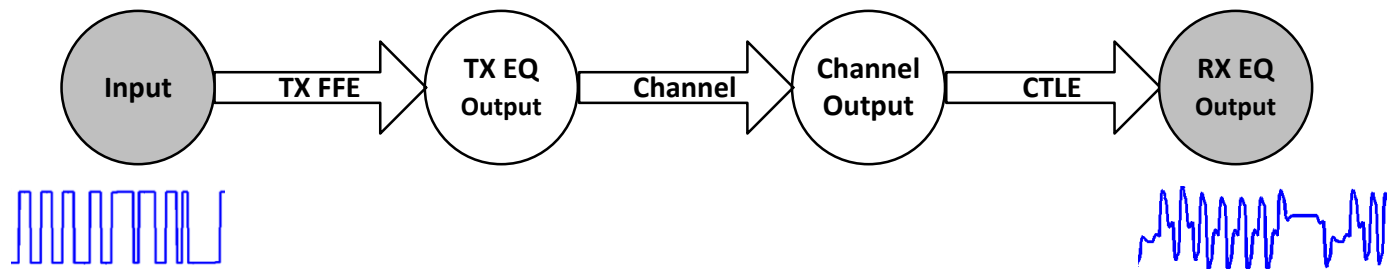 Input
TX FFE
TX EQ
Output
Channel
Channel
Output
CTLE
RX EQ
Output